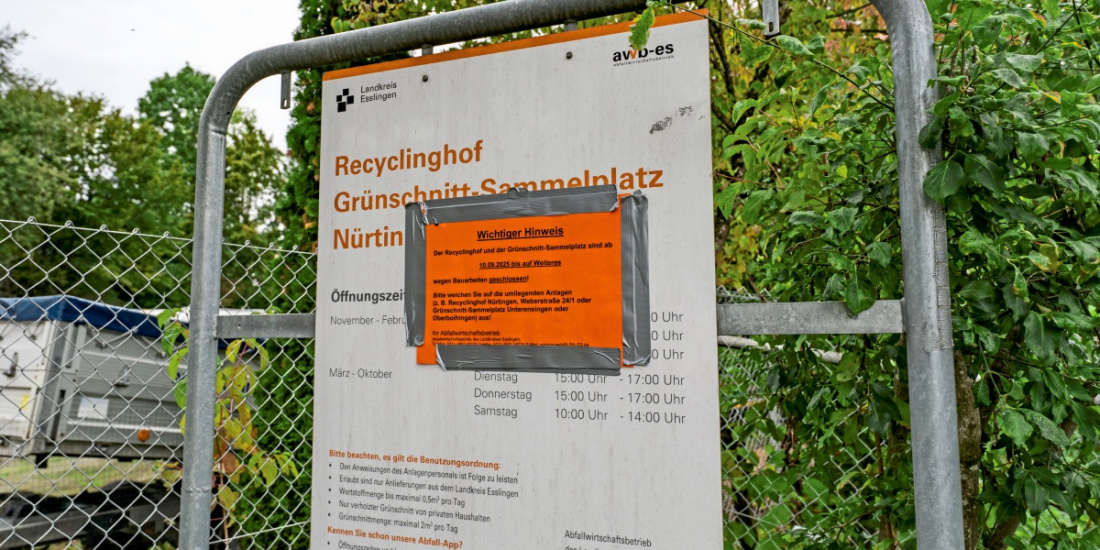 Landkreis
Esslingen
awb-es
abfallwirtschaftsbetrieb
Recyclinghof
Grünschnitt-Sammelplatz
Nürtin
Wichtiger Hinweis
Der Recyclinghof und der Grünschnitt-Sammelplatz sind ab
10.09.2025 bis auf Weiteres
wegen Bauarbeiten geschlossen!
Bitte weichen Sie auf die umliegenden Anlagen
(z. B. Recyclinghof Nürtingen, Weberstraße 24/1 oder
Grünschnitt-Sammelplatz Unterensingen oder
Oberboihingen) aus!
Ihr Abfallwirtschaftsbetrieb
Öffnungszeit
November - Febru
0 Uhr
0 Uhr
0 Uhr
März - Oktober
Dienstag 15:00 Uhr - 17:00 Uhr
Donnerstag 15:00 Uhr - 17:00 Uhr
Samstag 10:00 Uhr - 14:00 Uhr
Bitte beachten, es gilt die Benutzungsordnung:
• Den Anweisungen des Anlagenpersonals ist Folge zu leisten
• Erlaubt sind nur Anlieferungen aus dem Landkreis Esslingen
• Wertstoffmenge bis maximal 0,5m³ pro Tag
• Nur verholzter Grünschnitt von privaten Haushalten
• Grünschnittmenge: maximal 2m³ pro Tag
Kennen Sie schon unsere Abfall-App?
• Öffnungszeiten und
Abfallwirtschaftsbetrieb